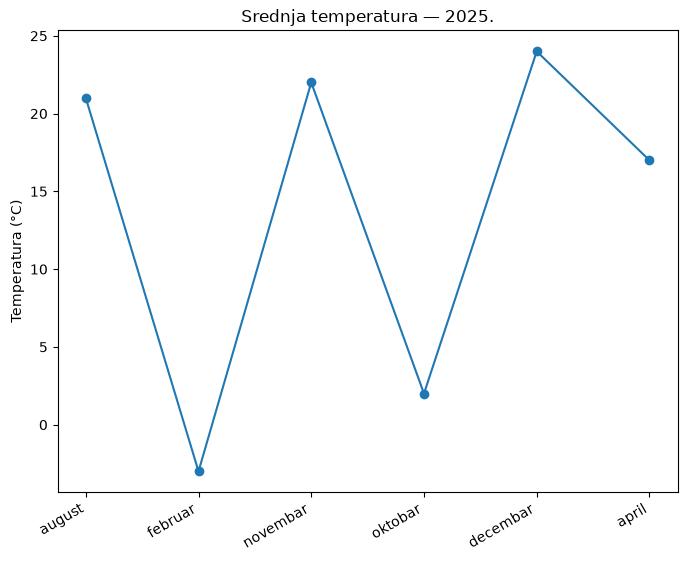 Srednja temperatura — 2025.
Temperatura (°C)
25
20
15
10
5
0
august
februar
novembar
oktobar
decembar
april